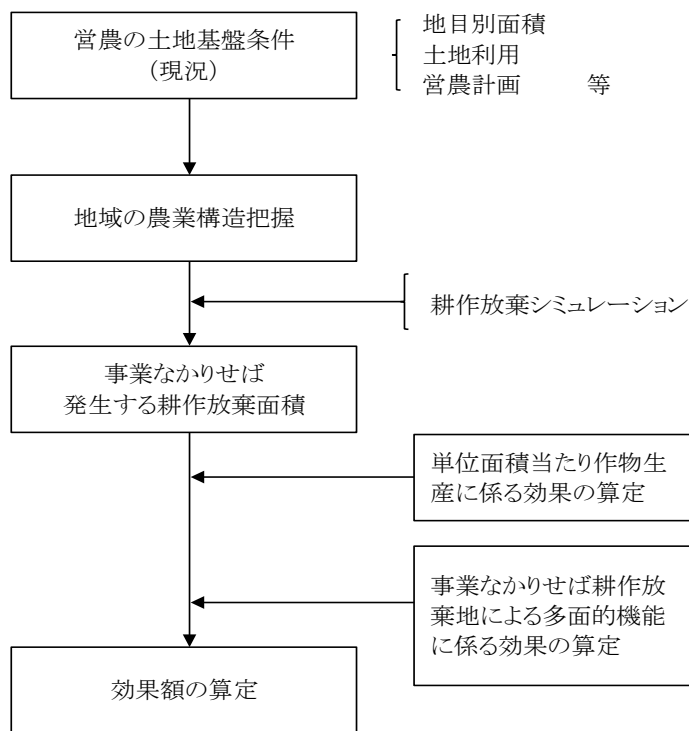 営農の土地基盤条件
（現況）
地目別面積
土地利用
営農計画　　　等
地域の農業構造把握
耕作放棄シミュレーション
事業なかりせば
発生する耕作放棄面積
単位面積当たり作物生
産に係る効果の算定
事業なかりせば耕作放
棄地による多面的機能
に係る効果の算定
効果額の算定